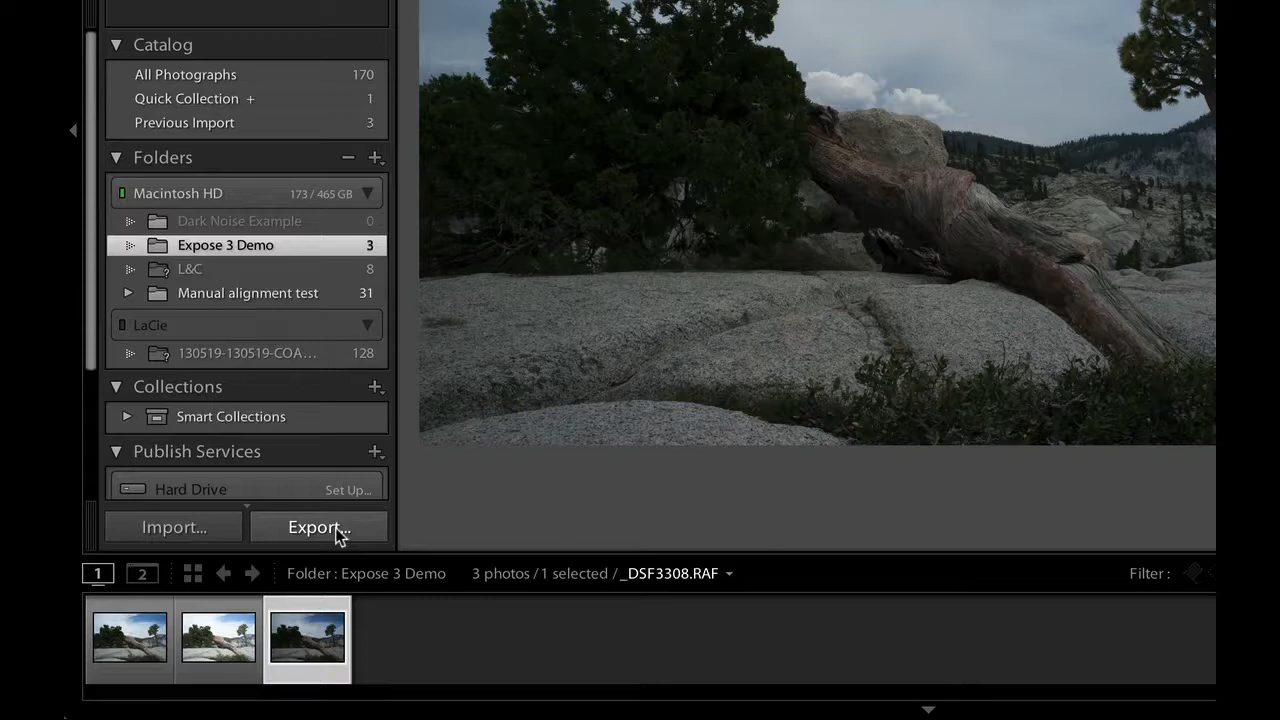 Catalog
All Photographs 170
Quick Collection + 1
Previous Import 3
Folders
Macintosh HD 173 / 465 GB
Dark Noise Example 0
Expose 3 Demo 3
L&C 8
Manual alignment test 31
LaCie
130519-130519-COA... 128
Collections
Smart Collections
Publish Services
Hard Drive Set Up...
Import... Export...
1 2 Folder : Expose 3 Demo 3 photos / 1 selected / _DSF3308.RAF Filter :